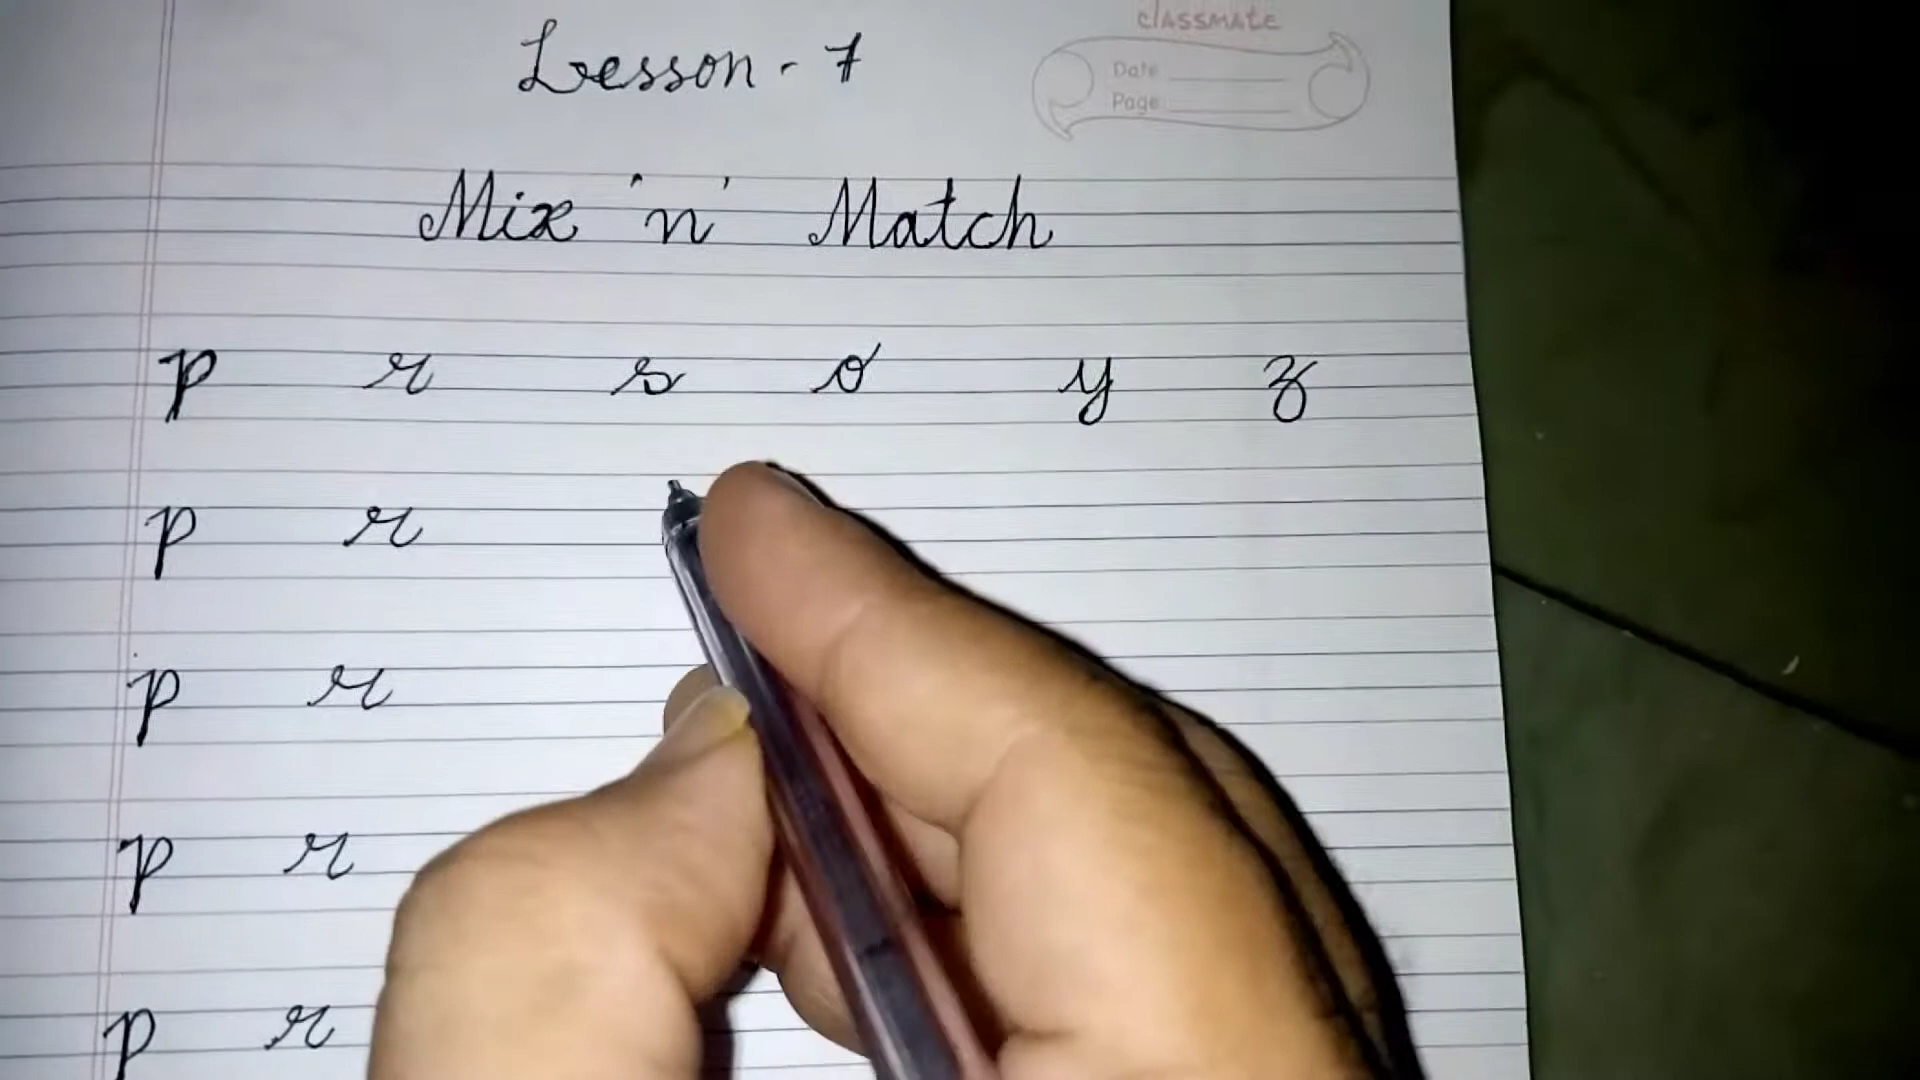 classmate
Lesson - 7
Date
Page
Mix 'n' Match
p r s o y z
p r
p r
p r
p r